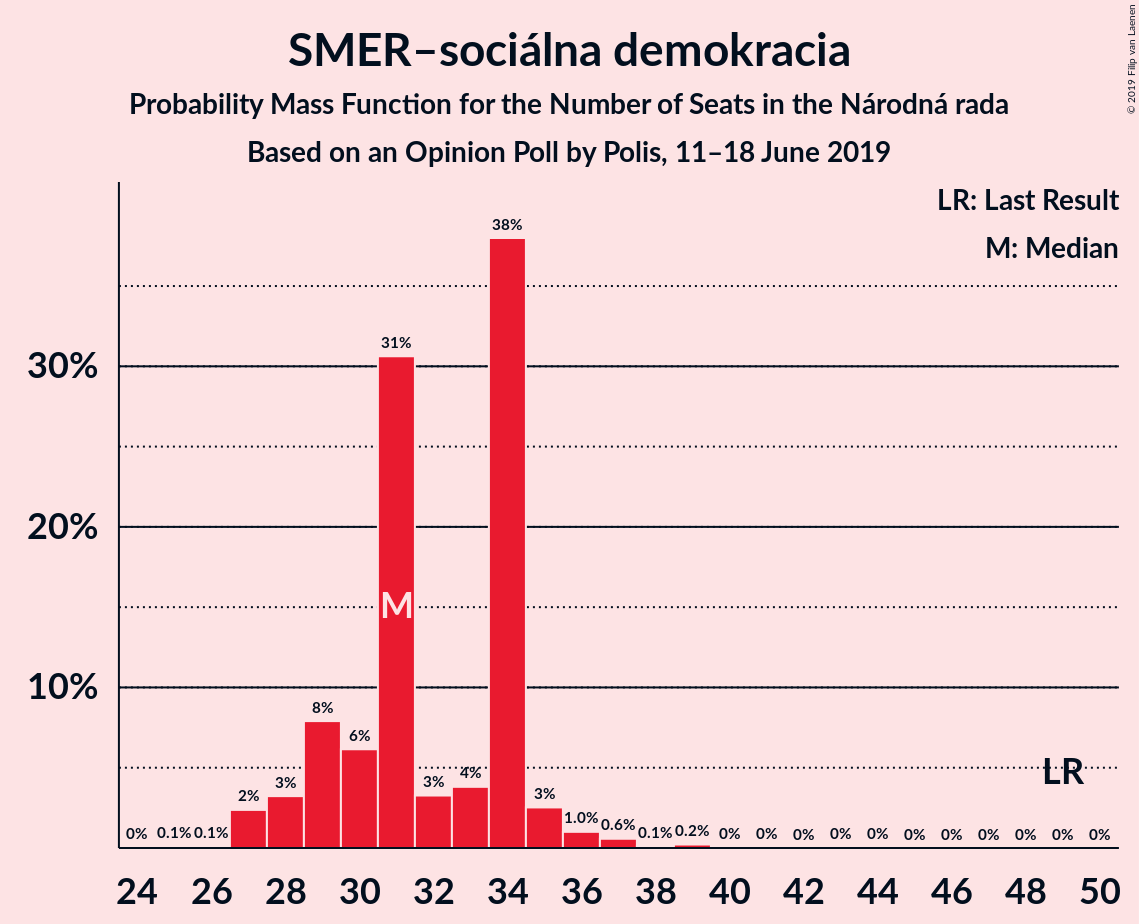 SMER–sociálna demokracia
Probability Mass Function for the Number of Seats in the Národná rada
Based on an Opinion Poll by Polis, 11–18 June 2019
© 2019 Filip van Laenen
LR: Last Result
M: Median
38%
31%
30%
20%
M
10%
8%
6%
LR
2% 3% 3% 4% 3%
0% 0.1% 0.1% 1.0% 0.6% 0.1% 0.2% 0% 0% 0% 0% 0% 0% 0% 0% 0% 0% 0%
24 26 28 30 32 34 36 38 40 42 44 46 48 50